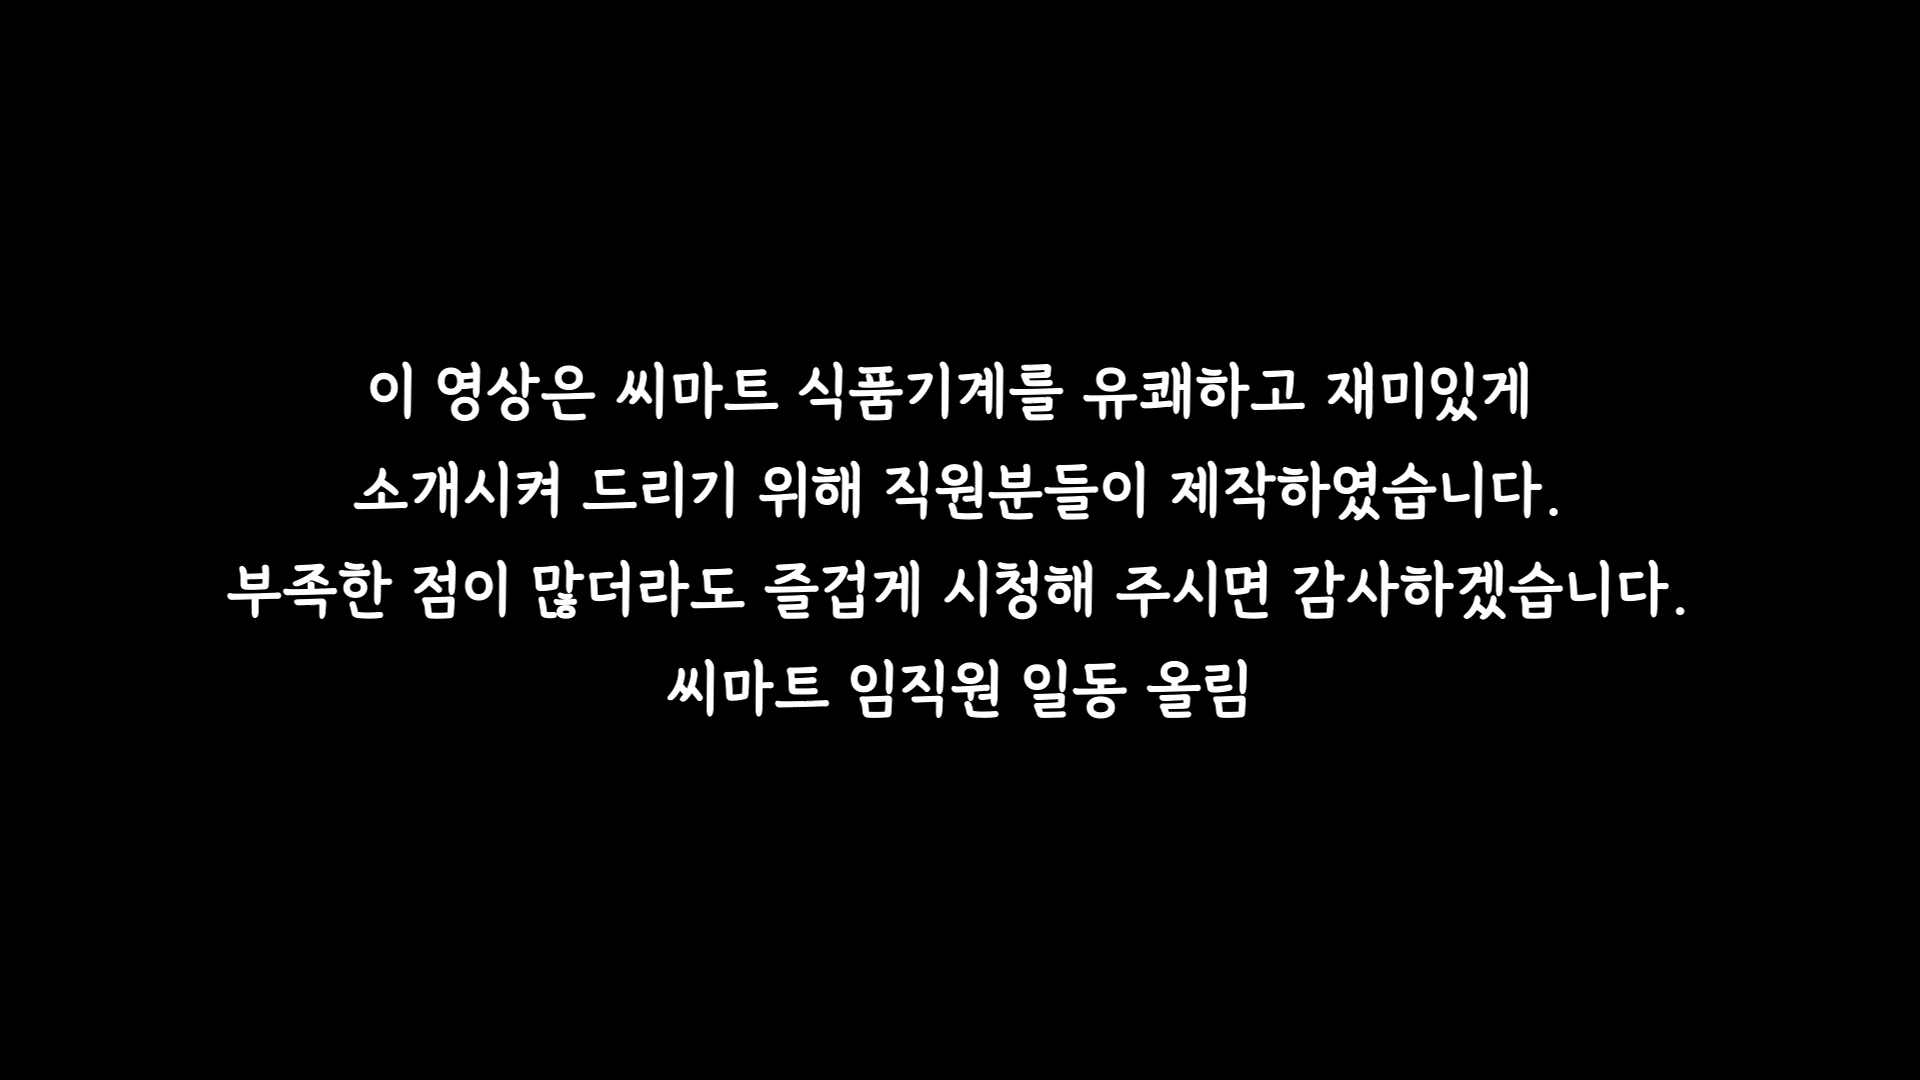 이 영상은 씨마트 식품기계를 유쾌하고 재미있게
소개시켜 드리기 위해 직원분들이 제작하였습니다.
부족한 점이 많더라도 즐겁게 시청해 주시면 감사하겠습니다.
씨마트 임직원 일동 올림